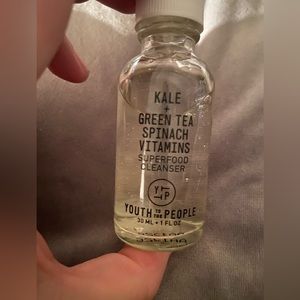 KALE
+
GREEN TEA
SPINACH
VITAMINS
SUPERFOOD
CLEANSER
Y T
T P
YOUTH TO THE PEOPLE
30 ML • 1 FL OZ